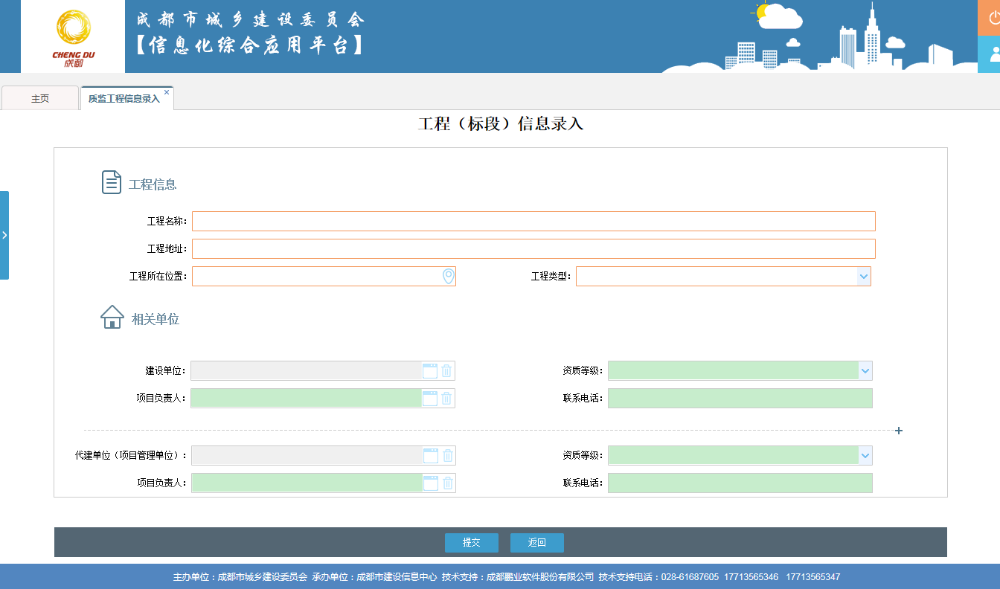 成都市城乡建设委员会
【信息化综合应用平台】
CHENG DU
成都
主页
质监工程信息录入
工程（标段）信息录入
工程信息
工程名称：
工程地址：
工程所在位置： 工程类型：
相关单位
建设单位： 资质等级：
项目负责人： 联系电话：
代建单位（项目管理单位）： 资质等级：
项目负责人： 联系电话：
提交 返回
主办单位：成都市城乡建设委员会 承办单位：成都市建设信息中心 技术支持：成都鹏业软件股份有限公司 技术支持电话：028-61687605 17713565346 17713565347